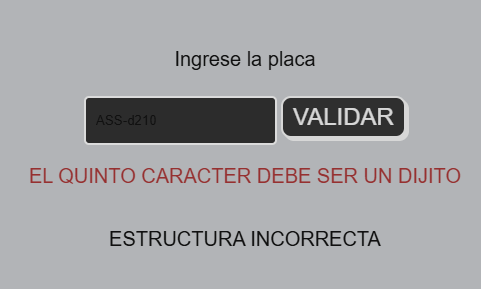 Ingrese la placa
ASS-d210 VALIDAR
EL QUINTO CARACTER DEBE SER UN DIJITO
ESTRUCTURA INCORRECTA